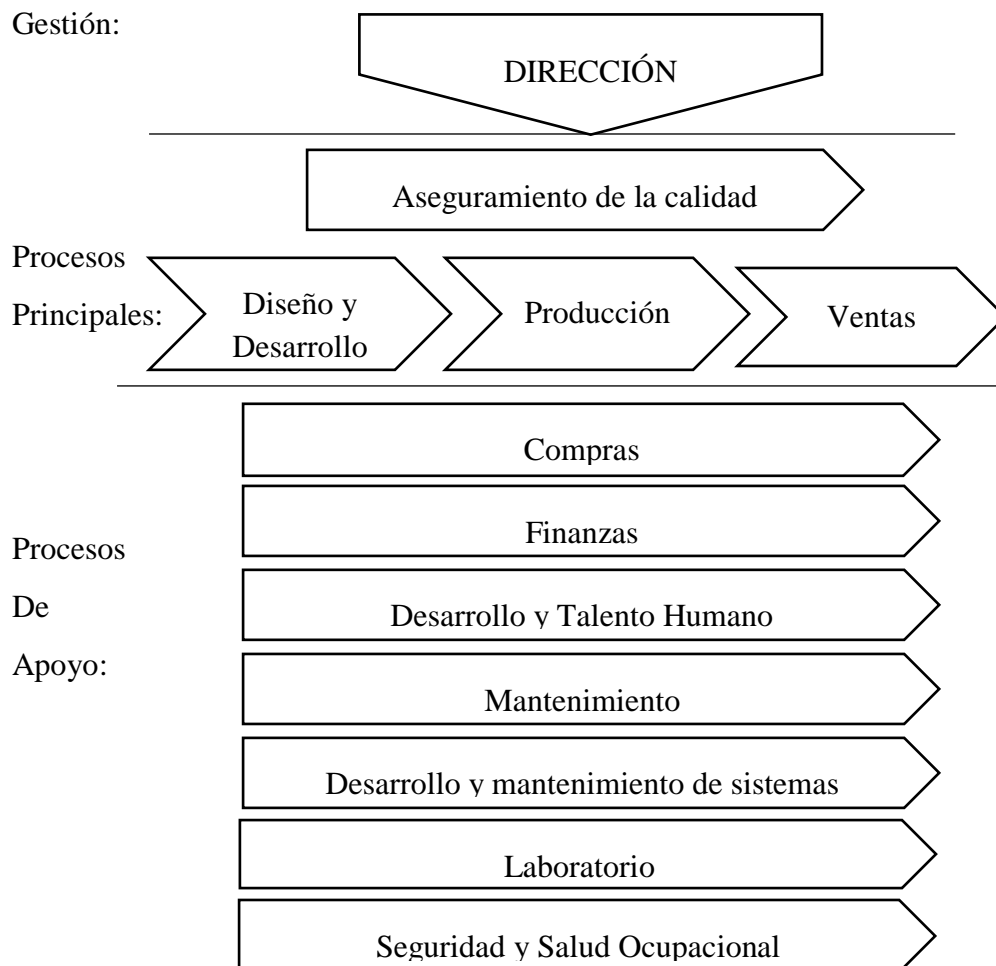 Gestión:
DIRECCIÓN
Aseguramiento de la calidad
Procesos
Principales:
Diseño y
Desarrollo
Producción
Ventas
Compras
Finanzas
Procesos
De
Apoyo:
Desarrollo y Talento Humano
Mantenimiento
Desarrollo y mantenimiento de sistemas
Laboratorio
Seguridad y Salud Ocupacional